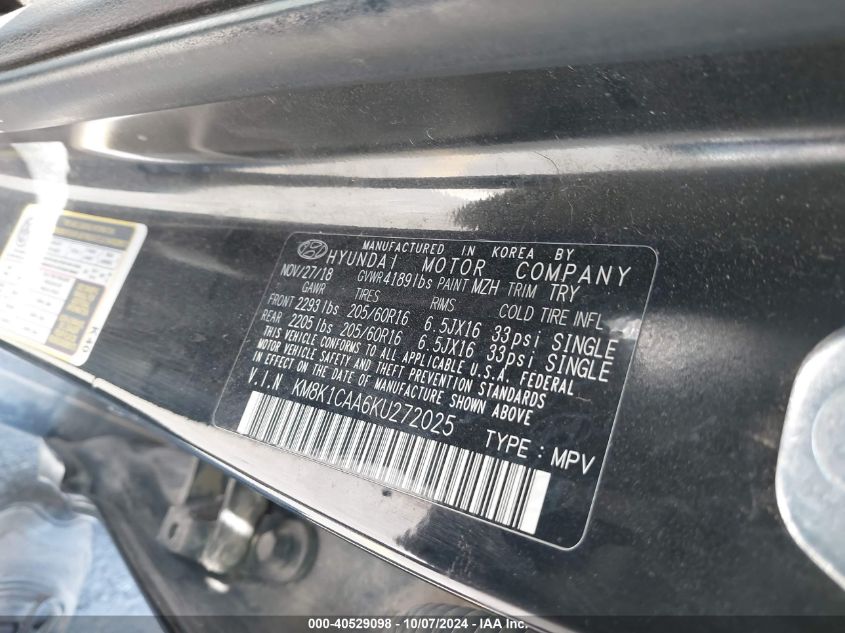 MANUFACTURED IN KOREA BY
HYUNDAI MOTOR COMPANY
NOV/27/18 GVWR 4189lbs PAINT MZH TRIM TRY
GAWR TIRES RIMS COLD TIRE INFL
FRONT 2293lbs 205/60R16 6.5JX16 33psi SINGLE
REAR 2205lbs 205/60R16 6.5JX16 33psi SINGLE
THIS VEHICLE CONFORMS TO ALL APPLICABLE U.S.A. FEDERAL
MOTOR VEHICLE SAFETY AND THEFT PREVENTION STANDARDS
IN EFFECT ON THE DATE OF MANUFACTURE SHOWN ABOVE
V.I.N KM8K1CAA6KU272025
TYPE : MPV
K-40
000-40529098 - 10/07/2024 - IAA Inc.